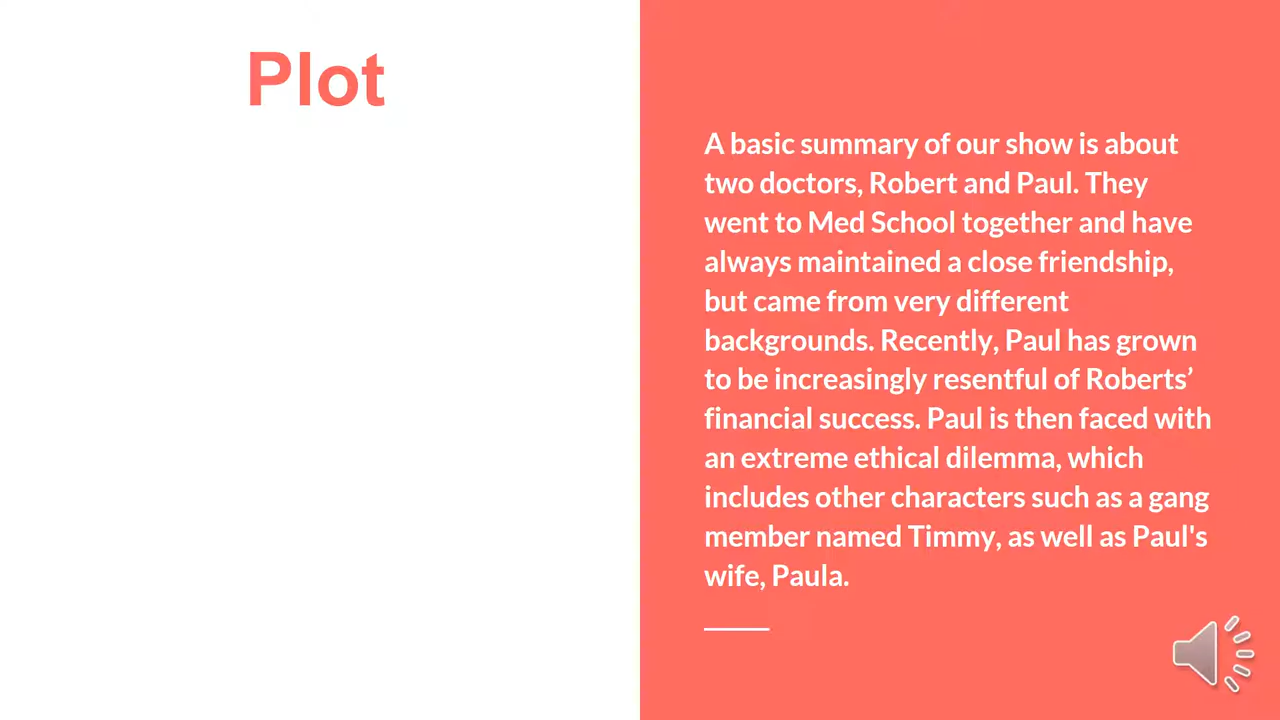 Plot
A basic summary of our show is about
two doctors, Robert and Paul. They
went to Med School together and have
always maintained a close friendship,
but came from very different
backgrounds. Recently, Paul has grown
to be increasingly resentful of Roberts’
financial success. Paul is then faced with
an extreme ethical dilemma, which
includes other characters such as a gang
member named Timmy, as well as Paul's
wife, Paula.